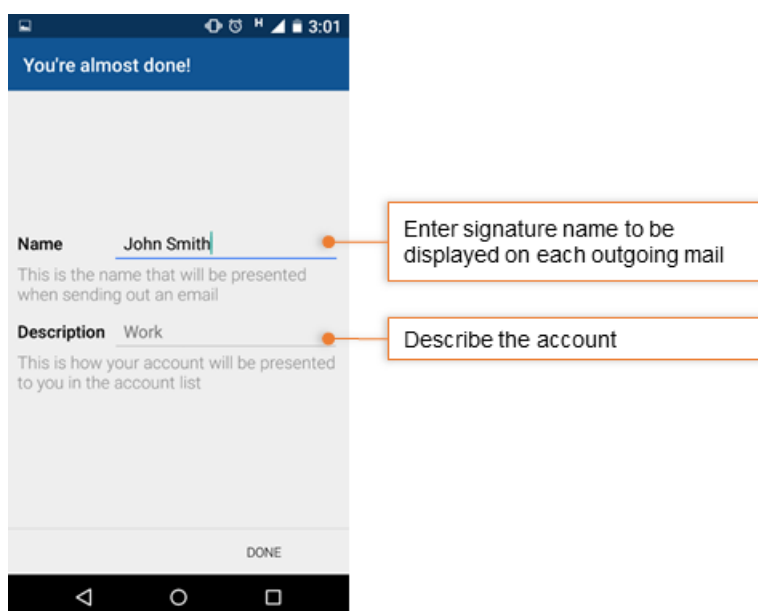 H 3:01
You're almost done!
Name John Smith
This is the name that will be presented
when sending out an email
Description Work
This is how your account will be presented
to you in the account list
DONE
Enter signature name to be
displayed on each outgoing mail
Describe the account